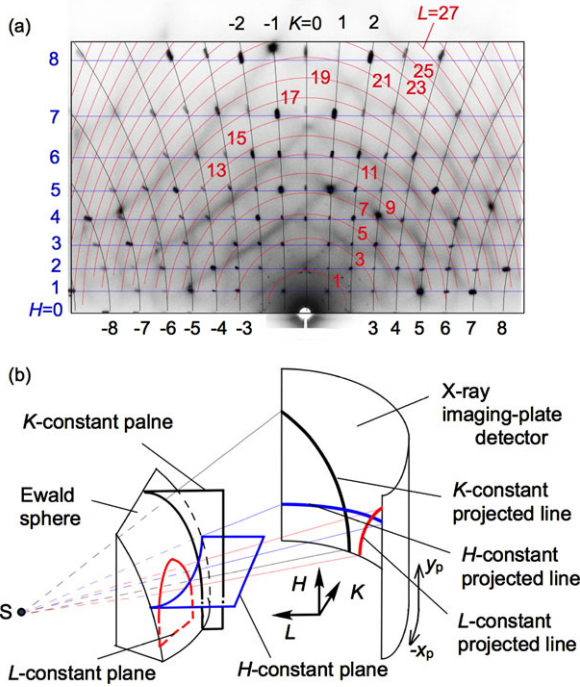 (a)
-2 -1 K=0 1 2 L=27
8
25
19 21
23
17
7
15
6
13 11
5
7 9
4
5
3
3
2
1
1
H=0
-8 -7 -6 -5 -4 -3 3 4 5 6 7 8
(b)
K-constant palne
X-ray
imaging-plate
detector
Ewald
sphere
K-constant
projected line
H-constant
projected line
S
H K
L
yp
-xp
L-constant
projected line
L-constant plane
H-constant plane